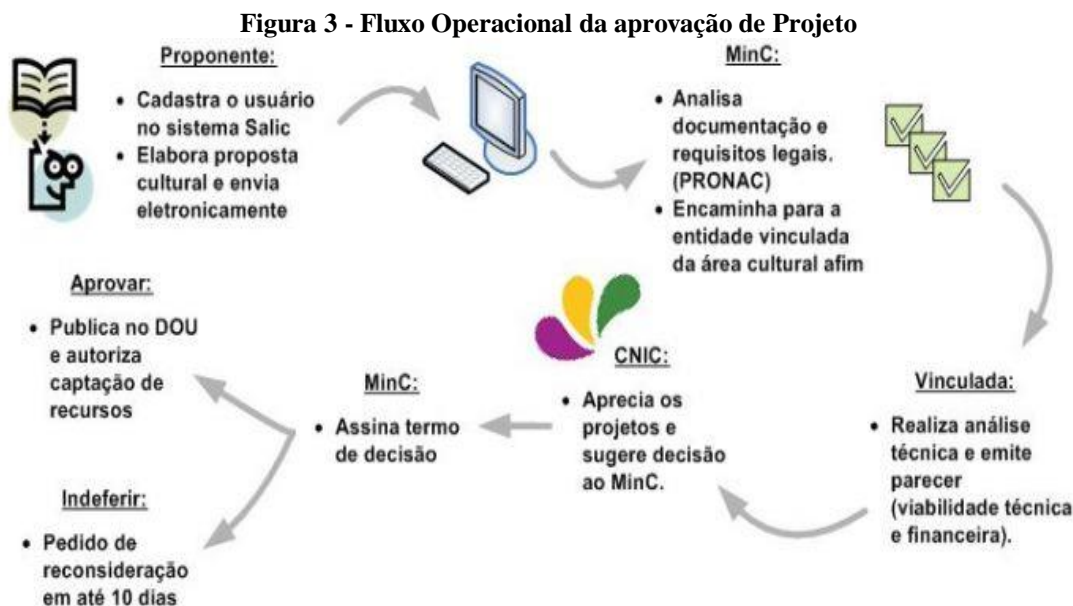 Figura 3 - Fluxo Operacional da aprovação de Projeto
Proponente:
• Cadastra o usuário
no sistema Salic
• Elabora proposta
cultural e envia
eletronicamente
MinC:
• Analisa
documentação e
requisitos legais.
(PRONAC)
• Encaminha para a
entidade vinculada
da área cultural afim
Vinculada:
• Realiza análise
técnica e emite
parecer
(viabilidade técnica
e financeira).
CNIC:
• Aprecia os
projetos e
sugere decisão
ao MinC.
MinC:
• Assina termo
de decisão
Aprovar:
• Publica no DOU
e autoriza
captação de
recursos
Indeferir:
• Pedido de
reconsideração
em até 10 dias